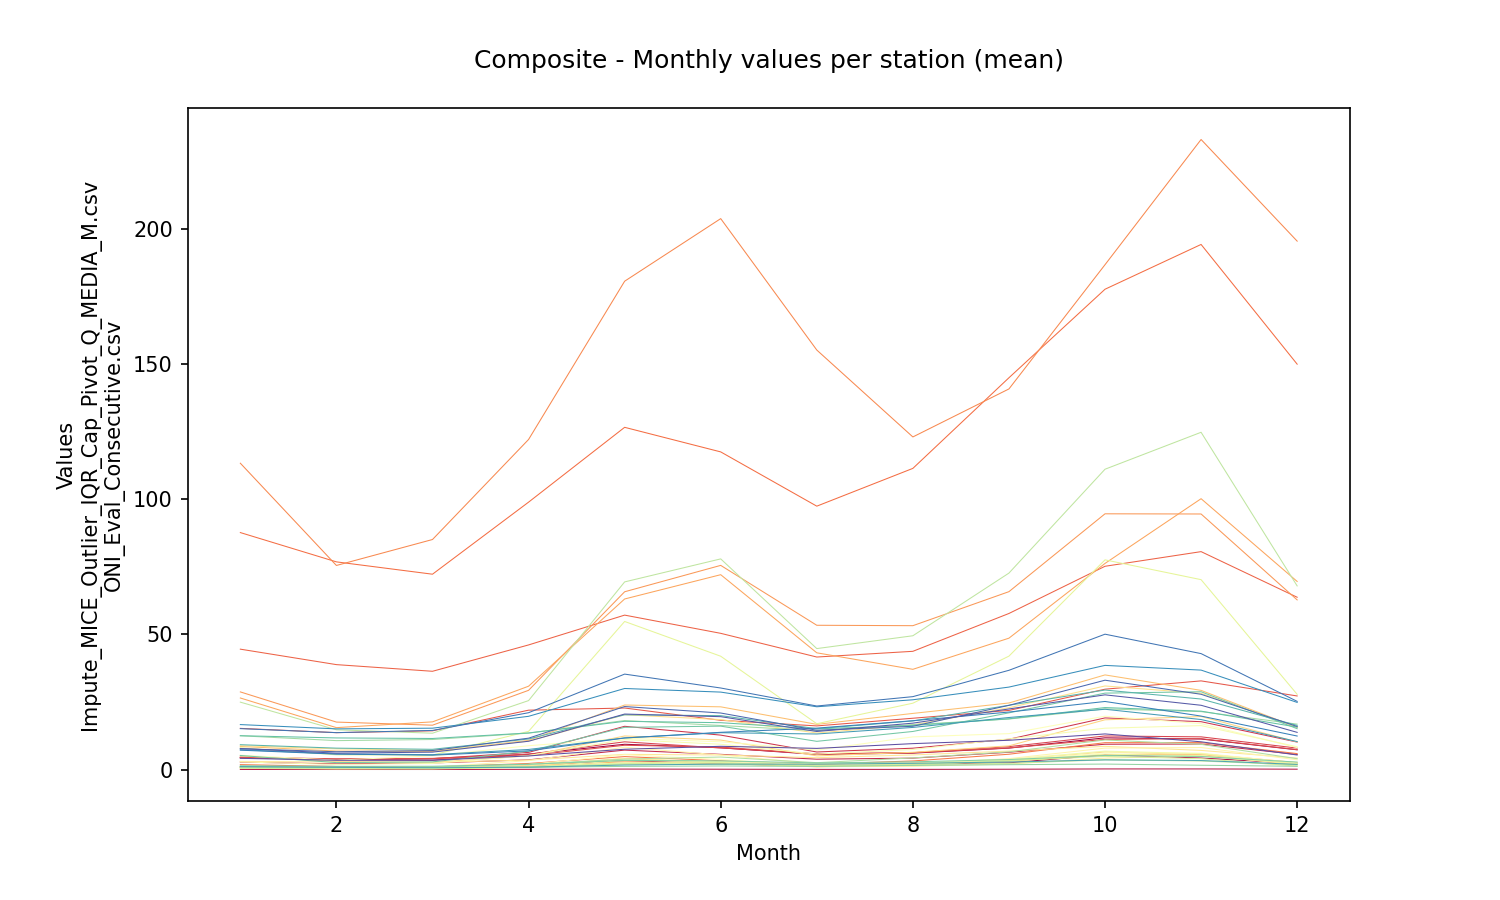 Composite - Monthly values per station (mean)
Values
Impute_MICE_Outlier_IQR_Cap_Pivot_Q_MEDIA_M.csv
ONI_Eval_Consecutive.csv
200
150
100
50
0
2 4 6 8 10 12
Month